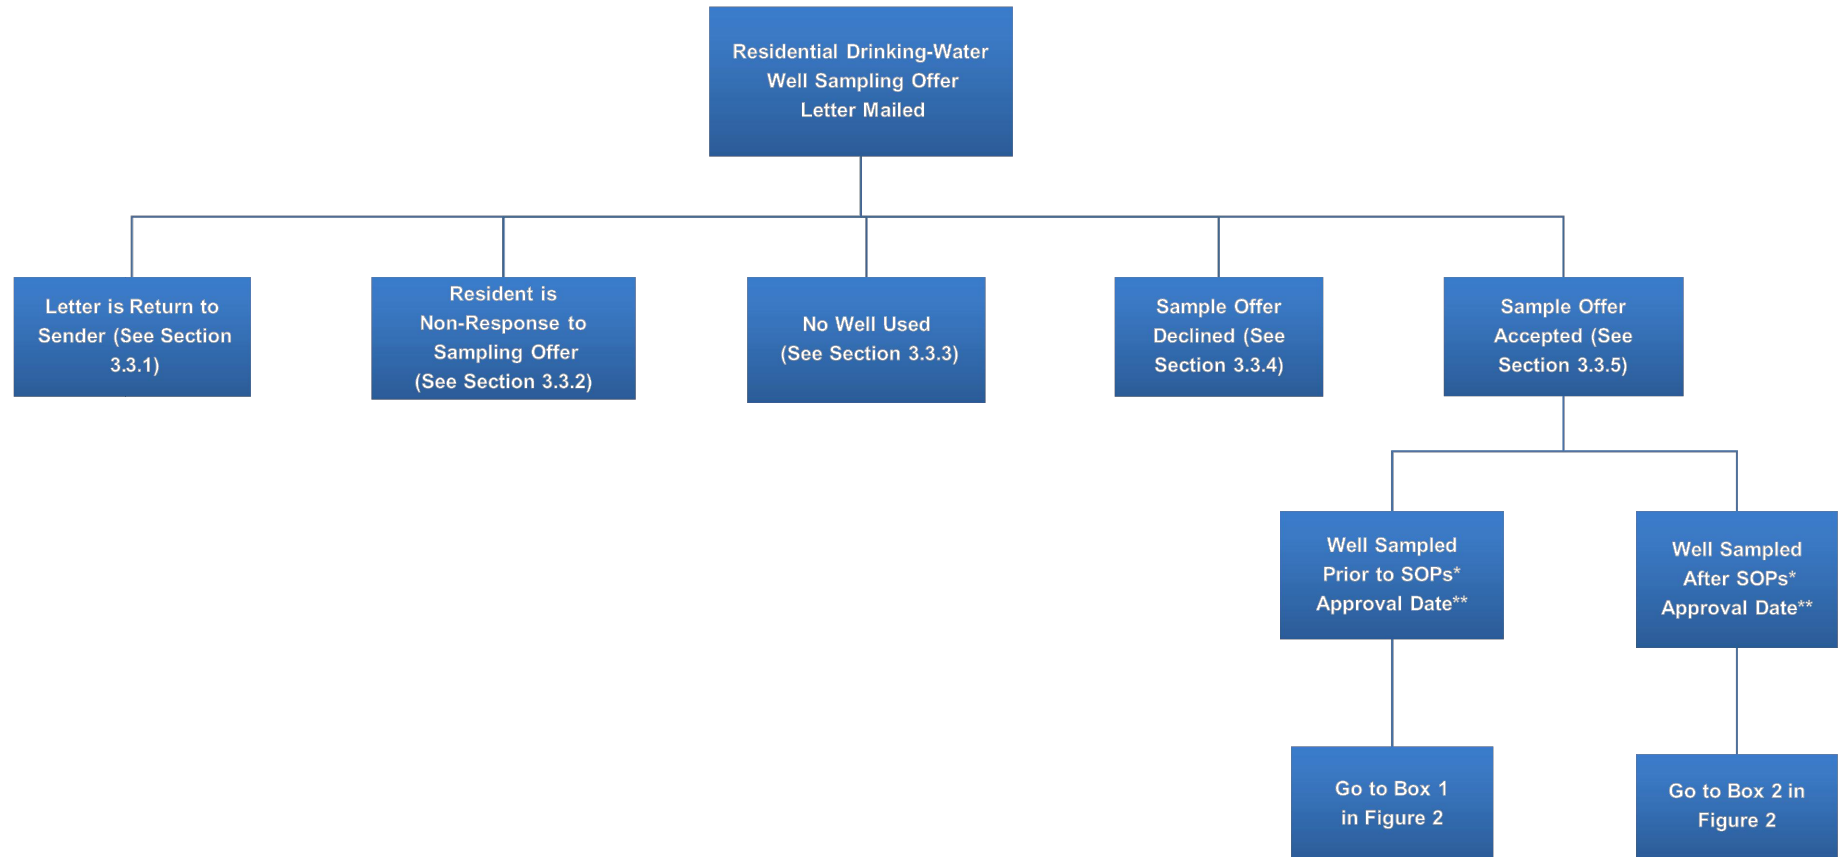 Residential Drinking-Water
Well Sampling Offer
Letter Mailed
Letter is Return to
Sender (See Section
3.3.1)
Resident is
Non-Response to
Sampling Offer
(See Section 3.3.2)
No Well Used
(See Section 3.3.3)
Sample Offer
Declined (See
Section 3.3.4)
Sample Offer
Accepted (See
Section 3.3.5)
Well Sampled
Prior to SOPs*
Approval Date**
Well Sampled
After SOPs*
Approval Date**
Go to Box 1
in Figure 2
Go to Box 2 in
Figure 2